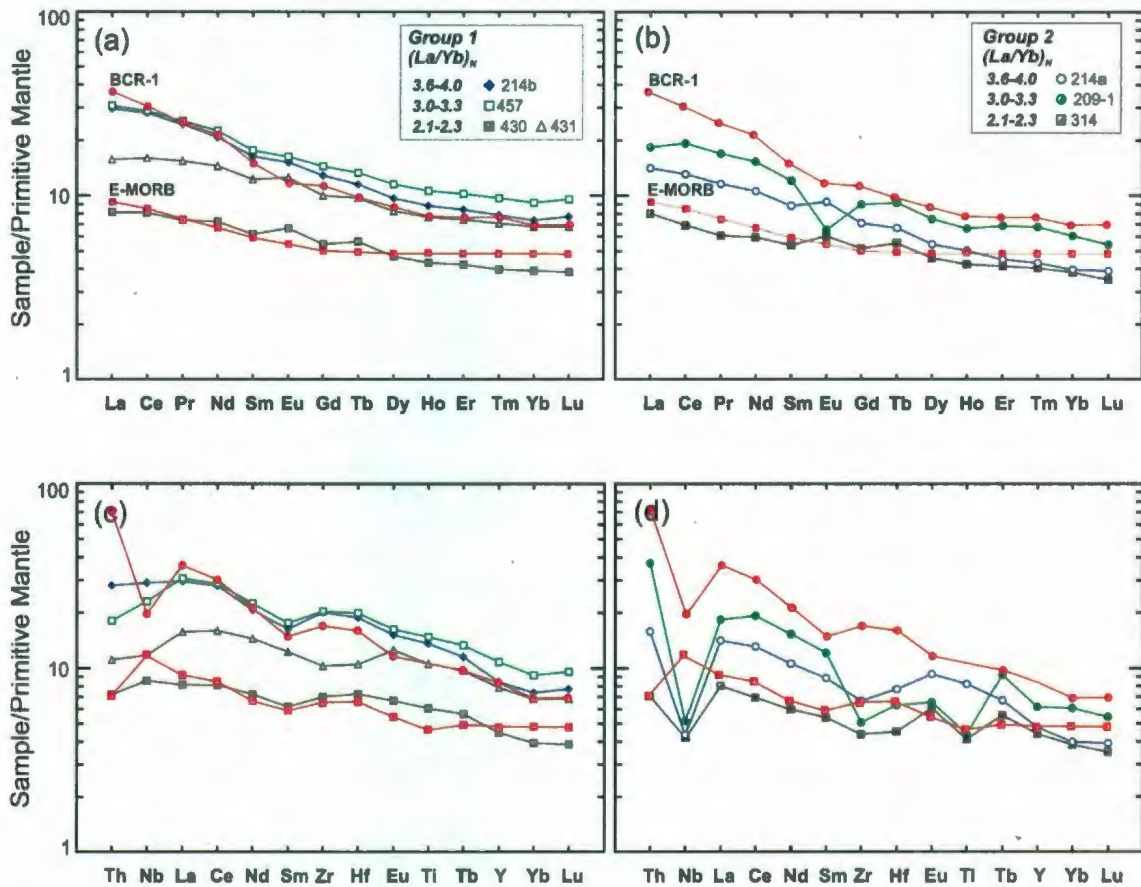 Sample/Primitive Mantle
100
10
1
(a)
Group 1
(La/Yb)N
3.6-4.0 214b
3.0-3.3 457
2.1-2.3 430 431
BCR-1
E-MORB
La Ce Pr Nd Sm Eu Gd Tb Dy Ho Er Tm Yb Lu
(b)
Group 2
(La/Yb)N
3.6-4.0 214a
3.0-3.3 209-1
2.1-2.3 314
BCR-1
E-MORB
La Ce Pr Nd Sm Eu Gd Tb Dy Ho Er Tm Yb Lu
Sample/Primitive Mantle
100
10
1
(c)
Th Nb La Ce Nd Sm Zr Hf Eu Ti Tb Y Yb Lu
(d)
Th Nb La Ce Nd Sm Zr Hf Eu Ti Tb Y Yb Lu